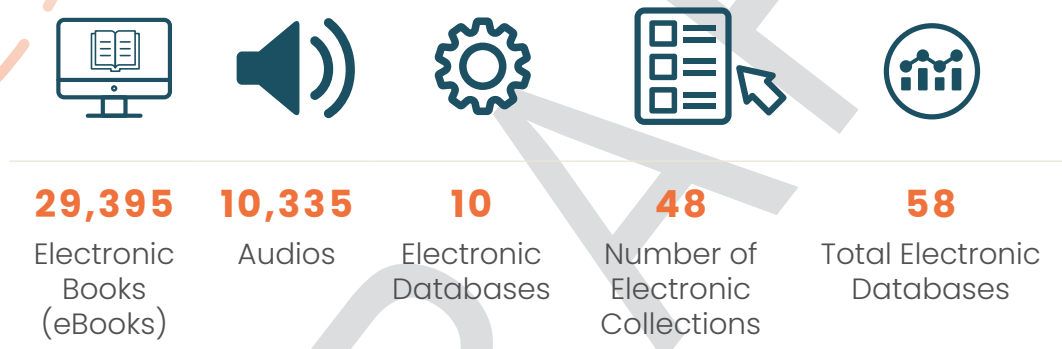 29,395
Electronic
Books
(eBooks)
10,335
Audios
10
Electronic
Databases
48
Number of
Electronic
Collections
58
Total Electronic
Databases